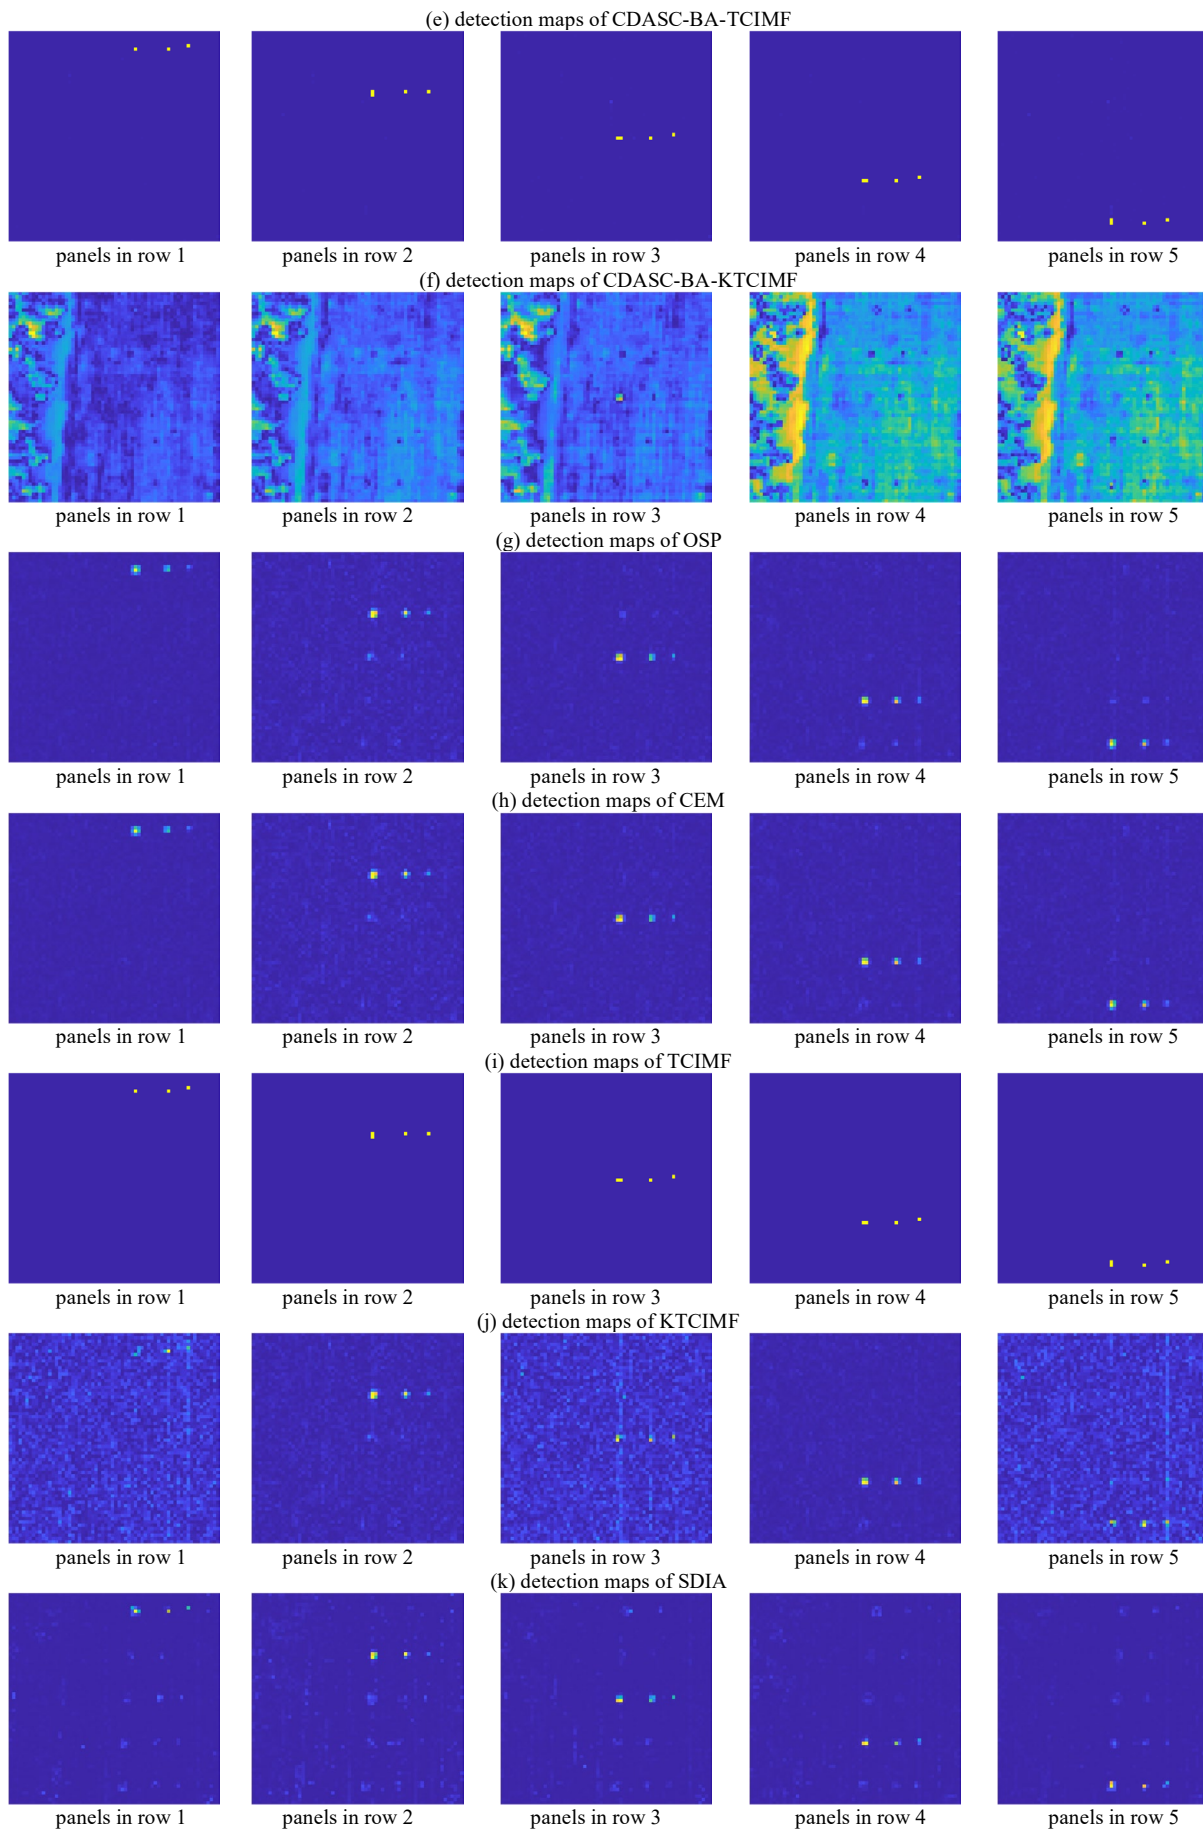 (e) detection maps of CDASC-BA-TCIMF
panels in row 1 panels in row 2 panels in row 3 panels in row 4 panels in row 5
(f) detection maps of CDASC-BA-KTCIMF
panels in row 1 panels in row 2 panels in row 3 panels in row 4 panels in row 5
(g) detection maps of OSP
panels in row 1 panels in row 2 panels in row 3 panels in row 4 panels in row 5
(h) detection maps of CEM
panels in row 1 panels in row 2 panels in row 3 panels in row 4 panels in row 5
(i) detection maps of TCIMF
panels in row 1 panels in row 2 panels in row 3 panels in row 4 panels in row 5
(j) detection maps of KTCIMF
panels in row 1 panels in row 2 panels in row 3 panels in row 4 panels in row 5
(k) detection maps of SDIA
panels in row 1 panels in row 2 panels in row 3 panels in row 4 panels in row 5